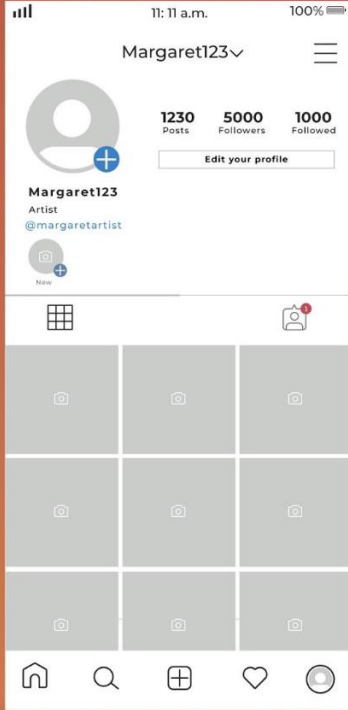 11: 11 a.m. 100%
Margaret123
1230 5000 1000
Posts Followers Followed
Edit your profile
Margaret123
Artist
@margaretartist
New
1